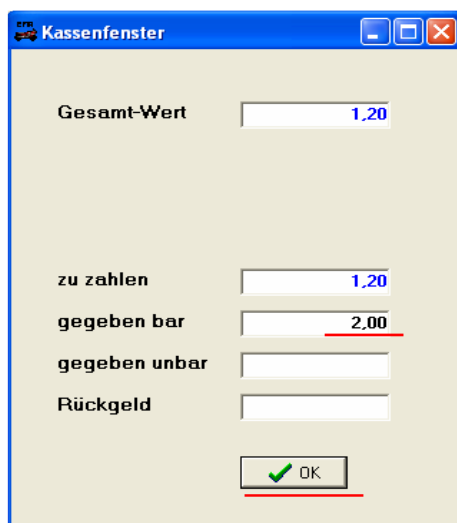 Kassenfenster
Gesamt-Wert 1,20
zu zahlen 1,20
gegeben bar 2,00
gegeben unbar
Rückgeld
OK